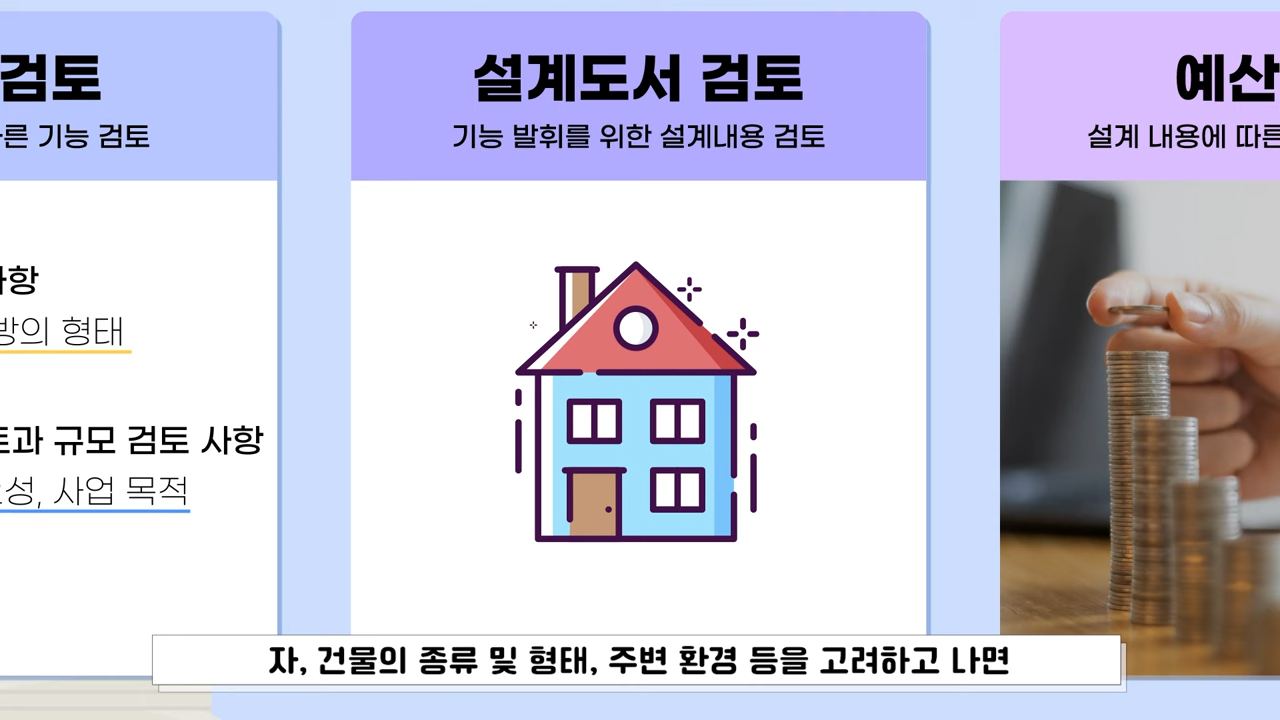 검토
른 기능 검토
사항
방의 형태
규모 검토 사항
성, 사업 목적
설계도서 검토
기능 발휘를 위한 설계내용 검토
예산
설계 내용에 따른
자, 건물의 종류 및 형태, 주변 환경 등을 고려하고 나면